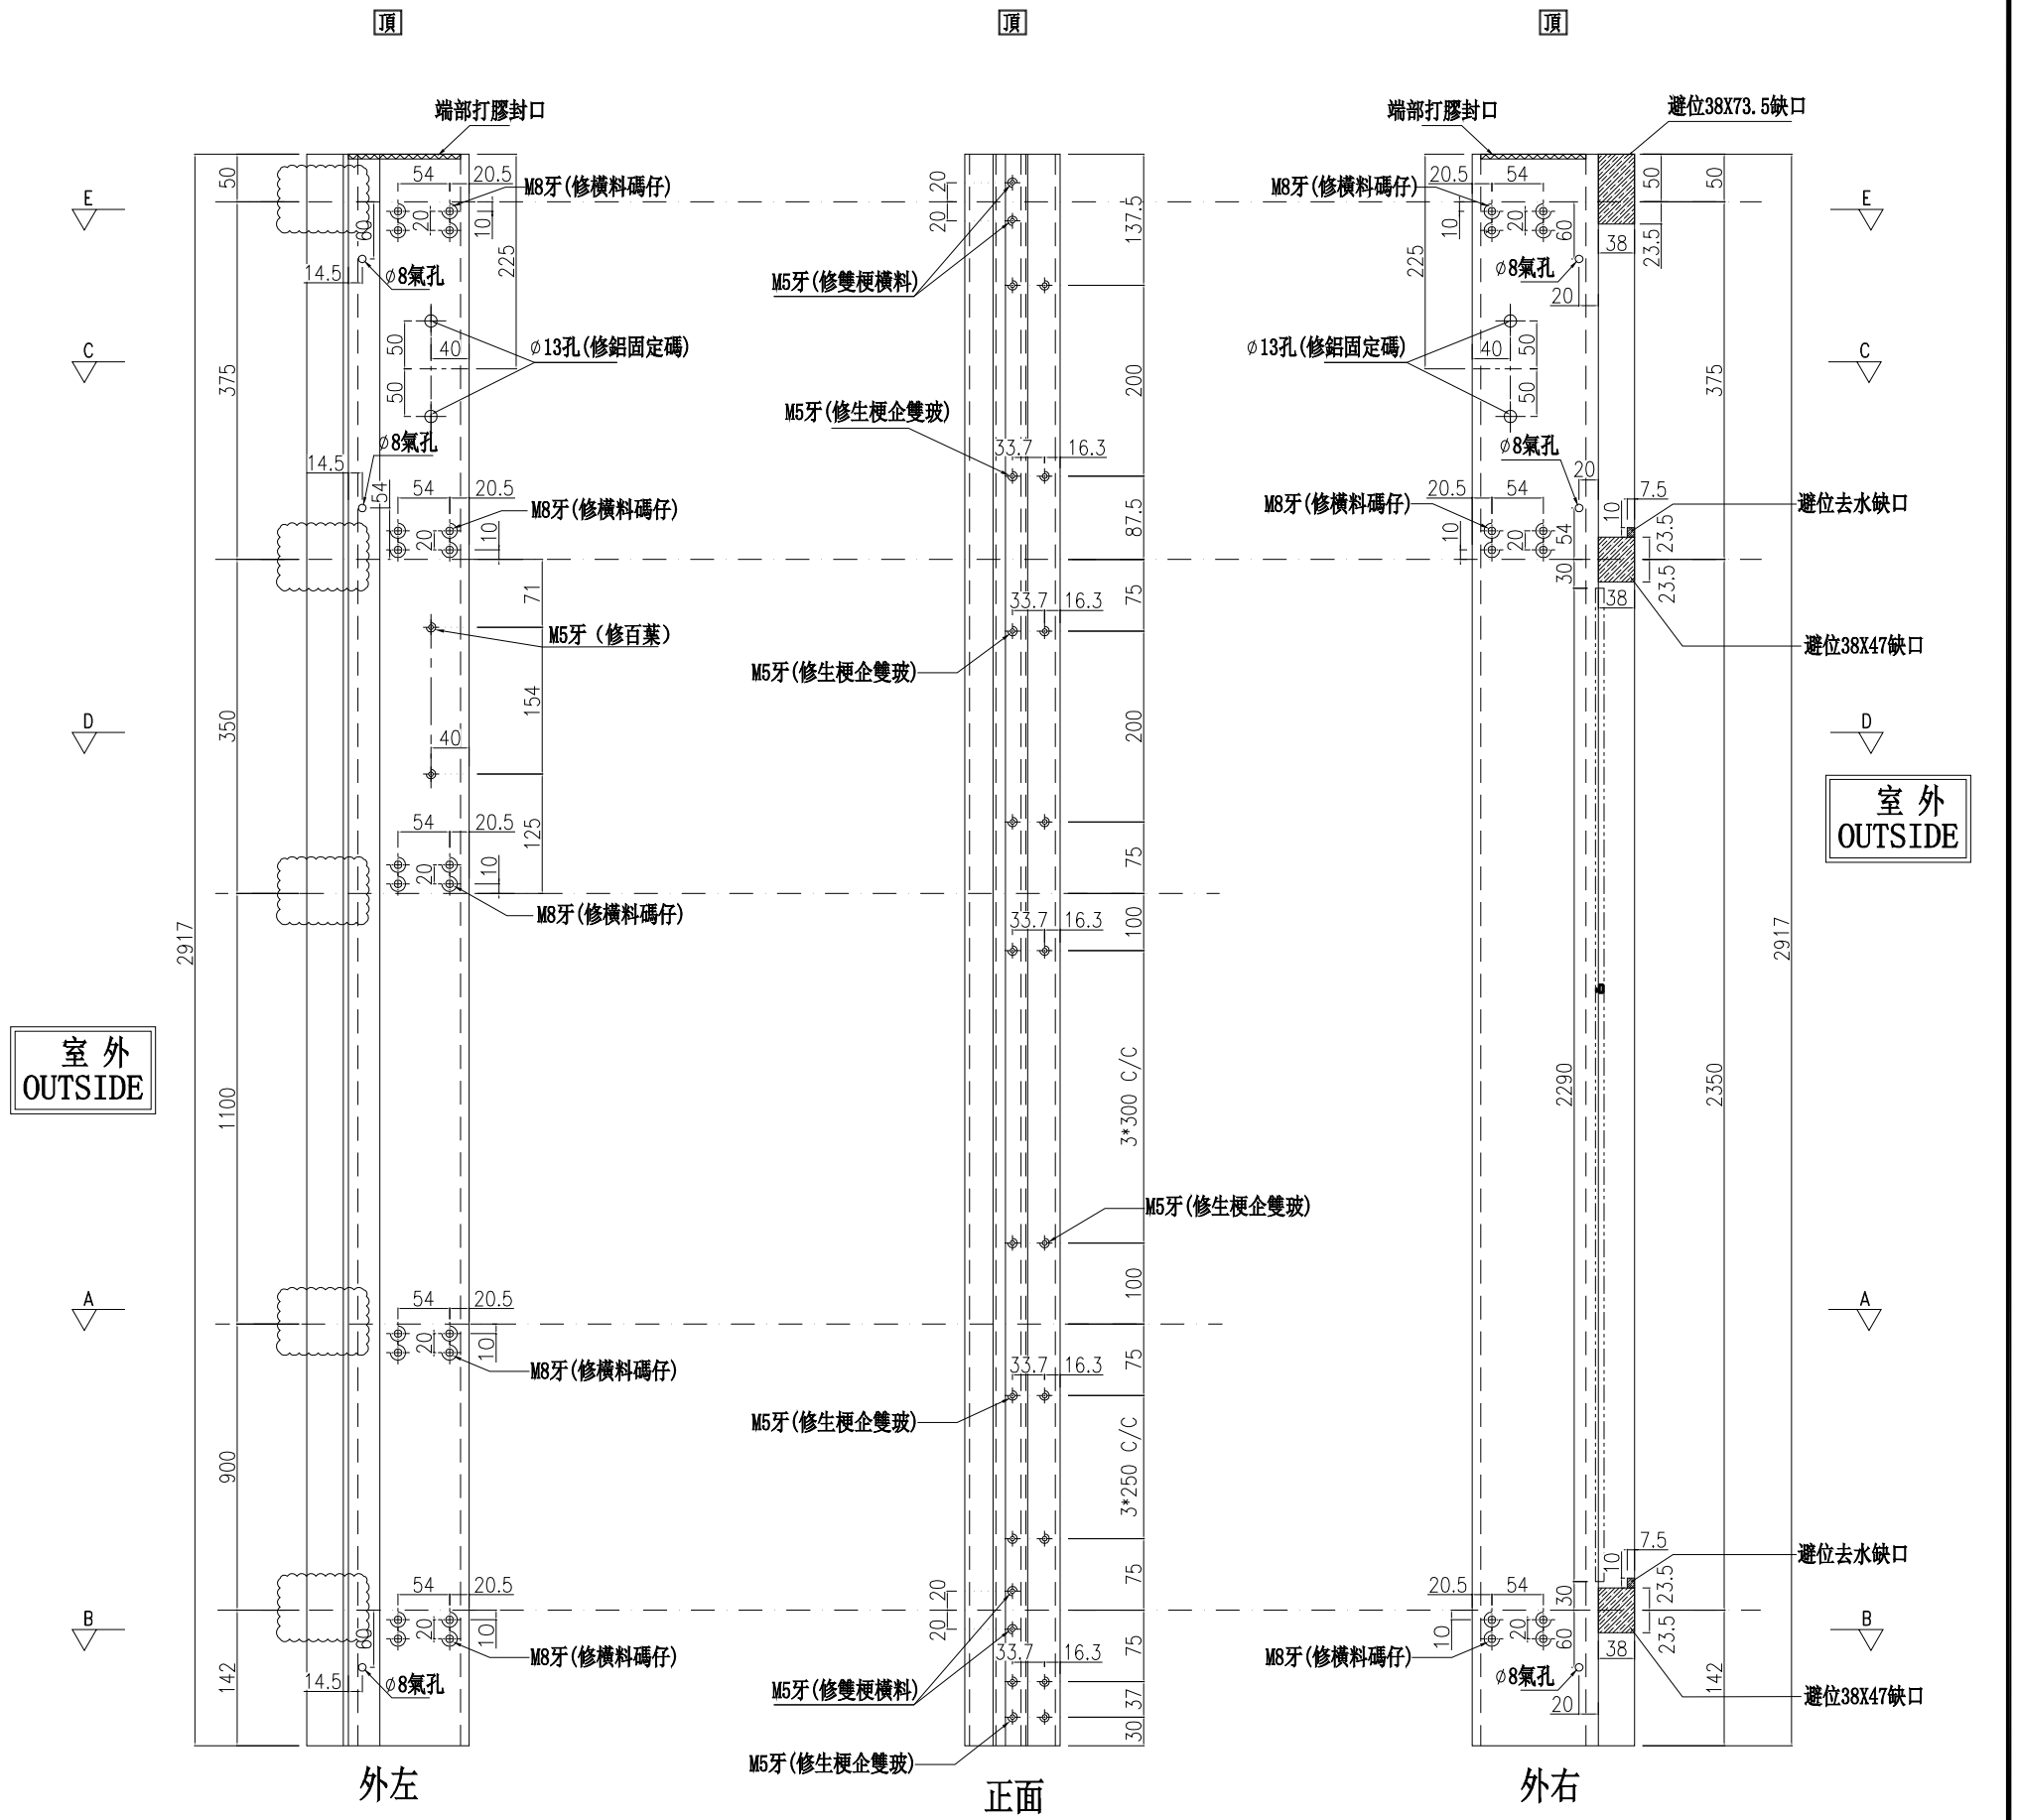 頂
頂
頂
端部打膠封口
端部打膠封口
避位38X73.5缺口
50
54
20.5
M8牙(修橫料碼仔)
20
10
60
E
14.5
⌀8氣孔
225
20
20
M5牙(修雙梗橫料)
137.5
M8牙(修橫料碼仔)
20.5
54
10
20
60
50
50
38
23.5
E
225
⌀8氣孔
20
C
375
50
50
40
⌀13孔(修鋁固定碼)
200
⌀13孔(修鋁固定碼)
40
50
50
375
C
M5牙(修生梗企雙玻)
⌀8氣孔
14.5
54
54
20.5
M8牙(修橫料碼仔)
20
10
33.7
16.3
87.5
⌀8氣孔
20
20.5
54
M8牙(修橫料碼仔)
10
20
54
30
7.5
10
23.5
23.5
38
避位去水缺口
71
M5牙（修百葉）
33.7
16.3
75
M5牙(修生梗企雙玻)
避位38X47缺口
D
350
154
40
200
D
室 外
OUTSIDE
54
20.5
125
20
10
75
M8牙(修橫料碼仔)
33.7
16.3
100
2917
2917
室 外
OUTSIDE
1100
3*300 C/C
2290
2350
M5牙(修生梗企雙玻)
100
A
54
20.5
20
10
M8牙(修橫料碼仔)
33.7
16.3
75
A
M5牙(修生梗企雙玻)
900
3*250 C/C
54
20.5
20
10
60
M8牙(修橫料碼仔)
B
20
20
75
75
33.7
16.3
20.5
54
10
20
30
60
7.5
10
23.5
23.5
38
避位去水缺口
B
M8牙(修橫料碼仔)
142
14.5
⌀8氣孔
M5牙(修雙梗橫料)
37
30
⌀8氣孔
20
142
避位38X47缺口
M5牙(修生梗企雙玻)
外左
正面
外右